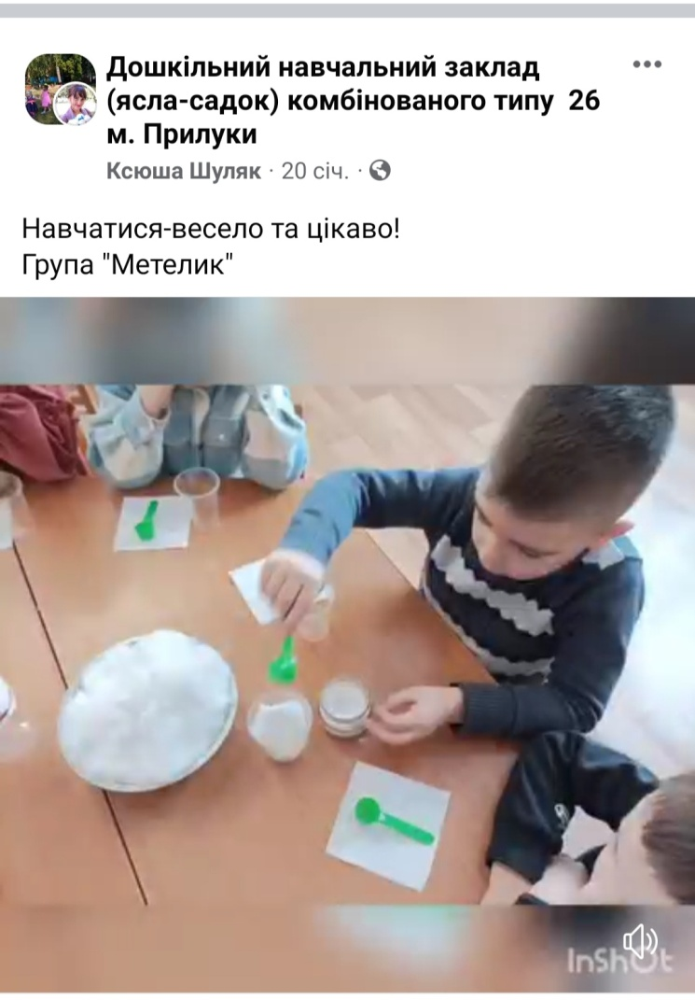 Дошкільний навчальний заклад
(ясла-садок) комбінованого типу 26
м. Прилуки
Ксюша Шуляк · 20 січ. ·
Навчатися-весело та цікаво!
Група "Метелик"
InShOt